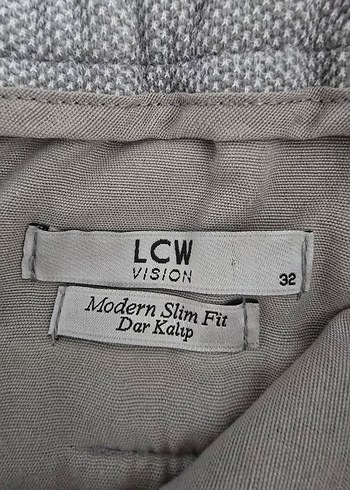 LCW
VISION
32
Modern Slim Fit
Dar Kalıp